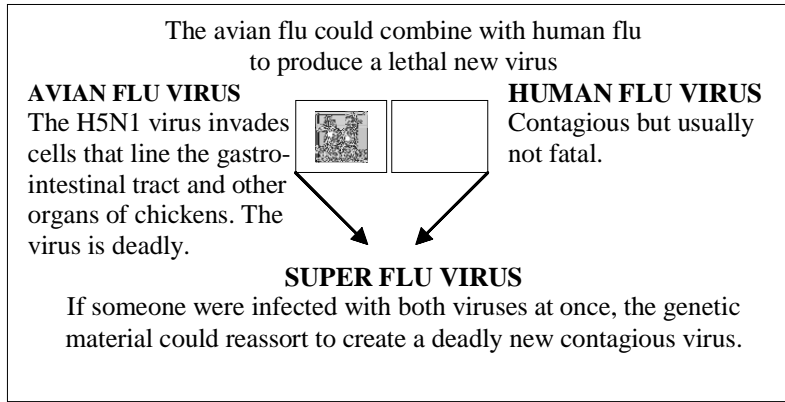 The avian flu could combine with human flu
to produce a lethal new virus
AVIAN FLU VIRUS
The H5N1 virus invades
cells that line the gastro-
intestinal tract and other
organs of chickens. The
virus is deadly.
HUMAN FLU VIRUS
Contagious but usually
not fatal.
SUPER FLU VIRUS
If someone were infected with both viruses at once, the genetic
material could reassort to create a deadly new contagious virus.